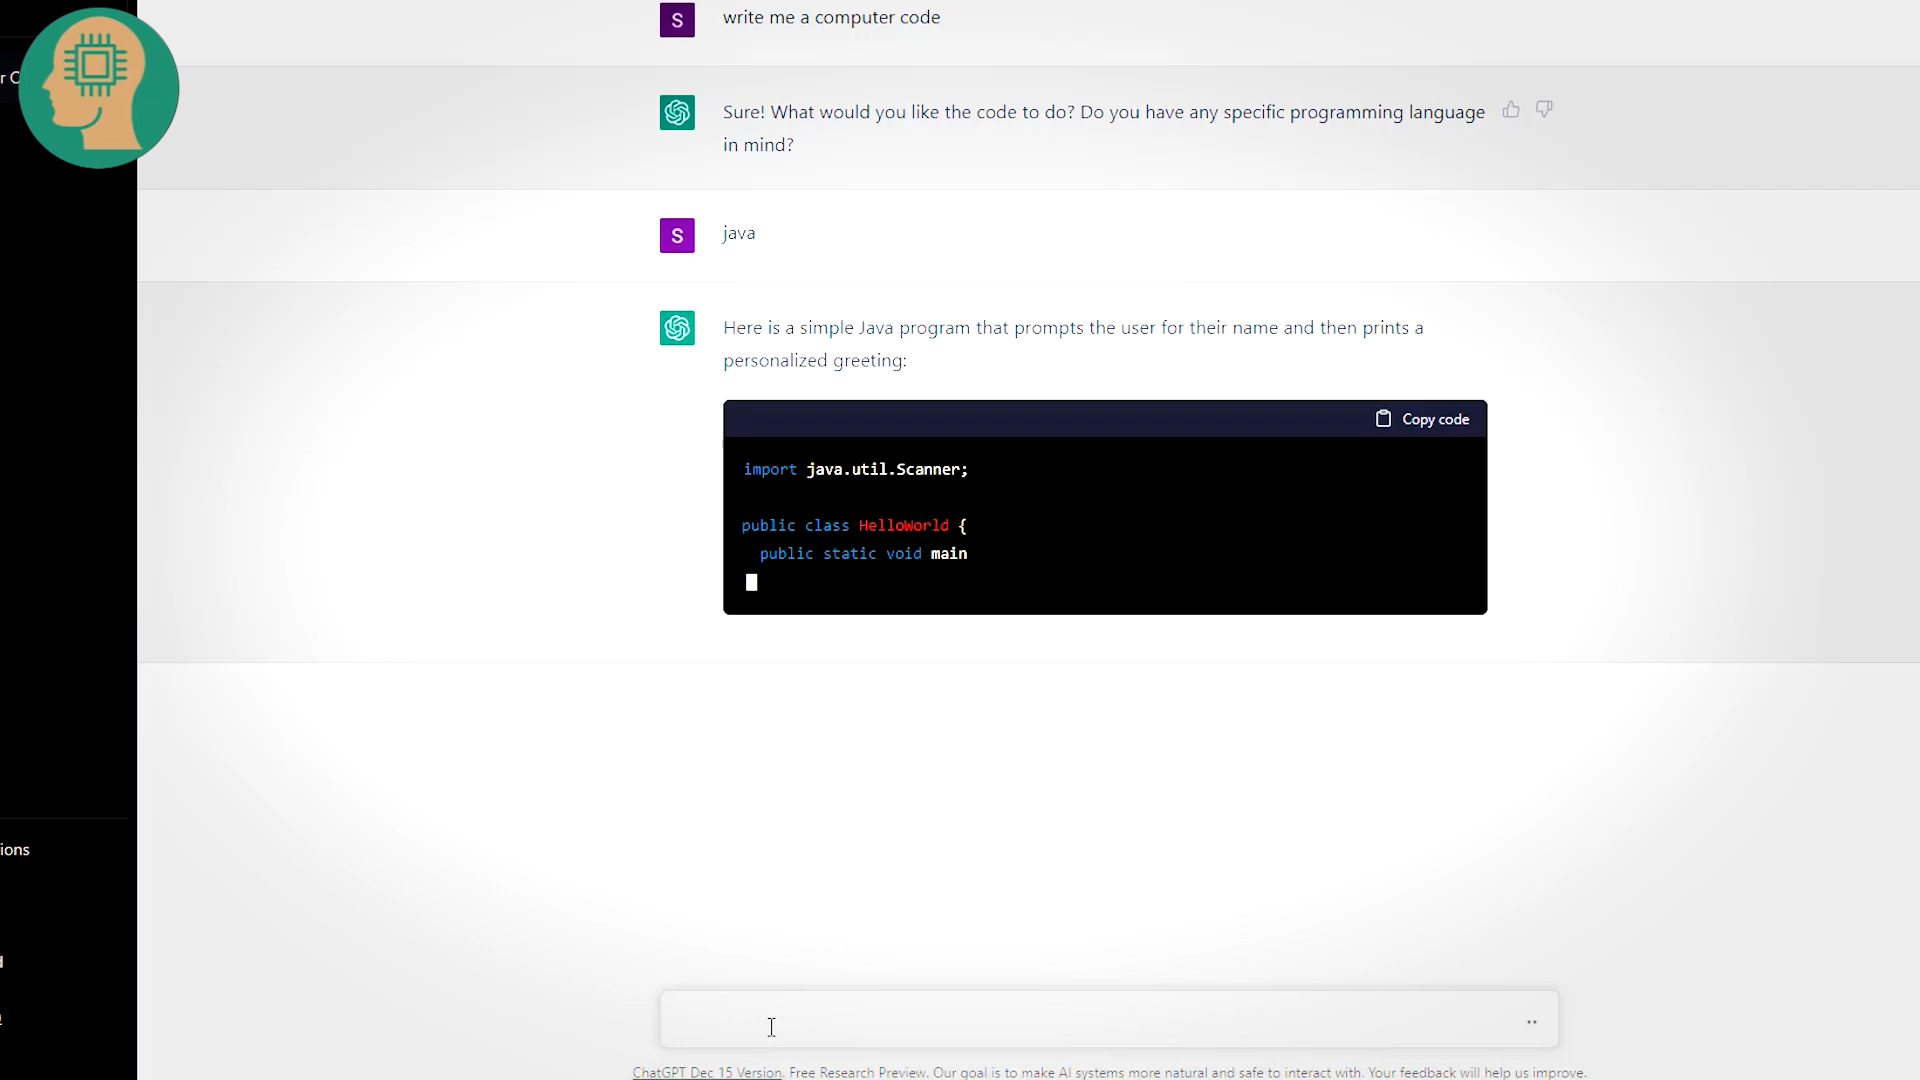 S
write me a computer code
r C
Sure! What would you like the code to do? Do you have any specific programming language
in mind?
S
java
Here is a simple Java program that prompts the user for their name and then prints a
personalized greeting:
Copy code
import java.util.Scanner;
public class HelloWorld {
public static void main
ions
ChatGPT Dec 15 Version. Free Research Preview. Our goal is to make AI systems more natural and safe to interact with. Your feedback will help us improve.